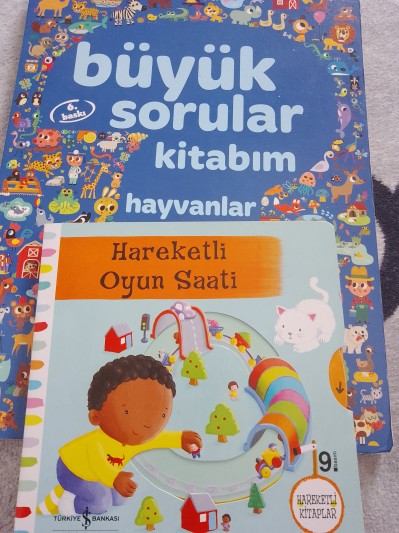 büyük
sorular
6.
baskı
kitabım
hayvanlar
Hareketli
Oyun Saati
9.
HAREKETLİ
KİTAPLAR
TÜRKİYE İŞ BANKASI